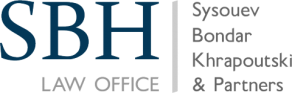 SBH
LAW OFFICE
Sysouev
Bondar
Khrapoutski
& Partners